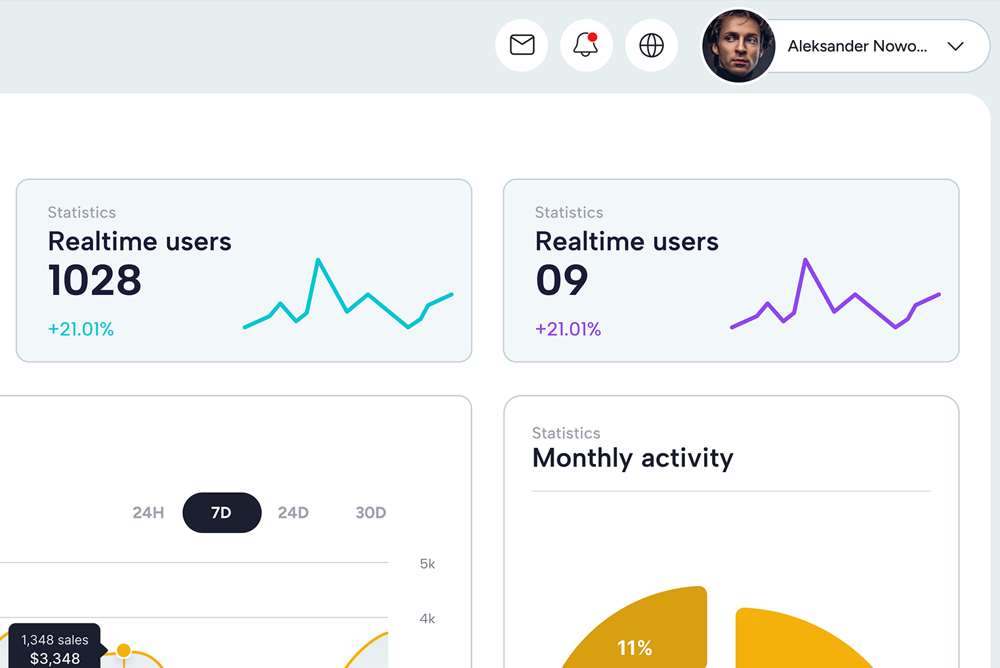 Aleksander Nowo...
Statistics
Realtime users
1028
+21.01%
Statistics
Realtime users
09
+21.01%
24H 7D 24D 30D
5k
4k
1,348 sales
$3,348
Statistics
Monthly activity
11%